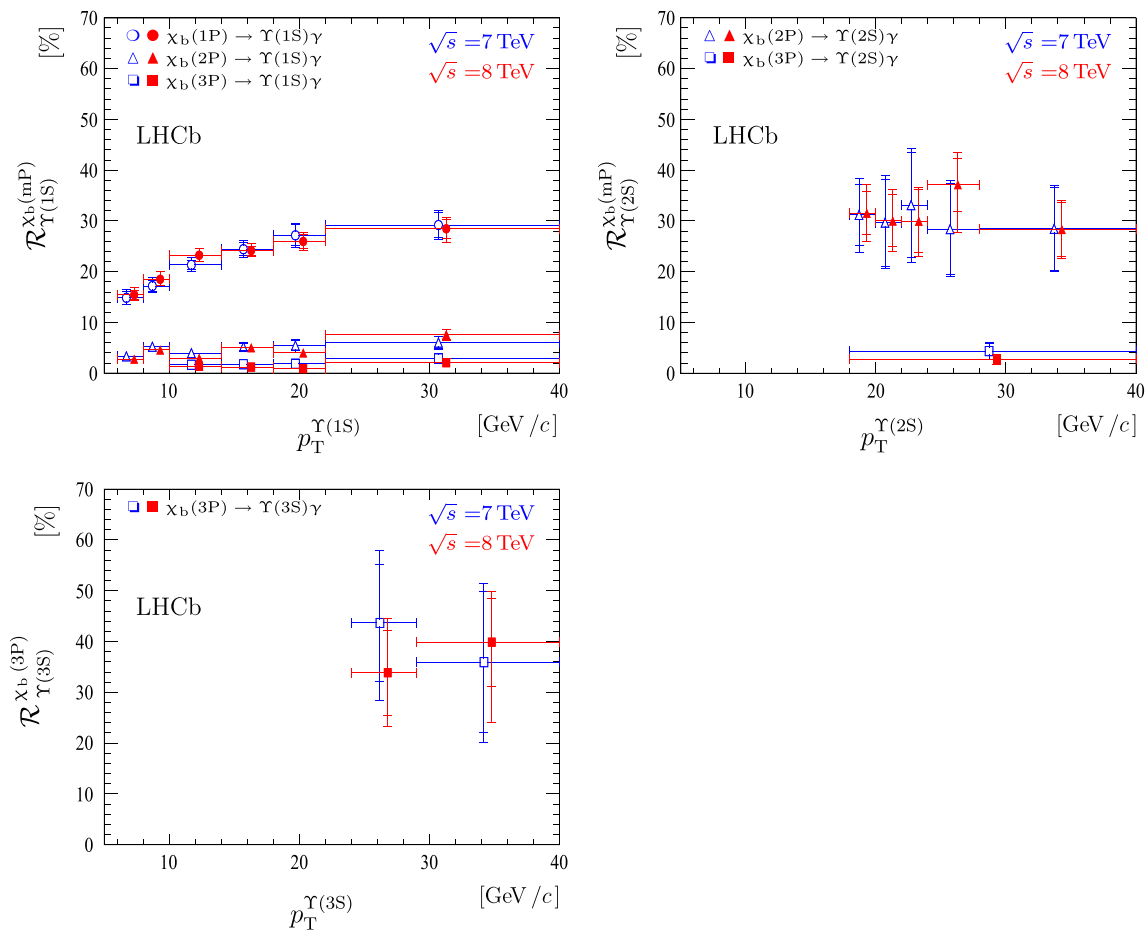 [%]
70
60
50
40
30
20
10
0
χb(1P) → Υ(1S)γ
χb(2P) → Υ(1S)γ
χb(3P) → Υ(1S)γ
√s =7 TeV
√s =8 TeV
LHCb
R^χb(mP)_Υ(1S)
10 20 30 40
p_T^Υ(1S) [GeV/c]
[%]
70
60
50
40
30
20
10
0
χb(2P) → Υ(2S)γ
χb(3P) → Υ(2S)γ
√s =7 TeV
√s =8 TeV
LHCb
R^χb(mP)_Υ(2S)
10 20 30 40
p_T^Υ(2S) [GeV/c]
[%]
70
60
50
40
30
20
10
0
χb(3P) → Υ(3S)γ
√s =7 TeV
√s =8 TeV
LHCb
R^χb(3P)_Υ(3S)
10 20 30 40
p_T^Υ(3S) [GeV/c]